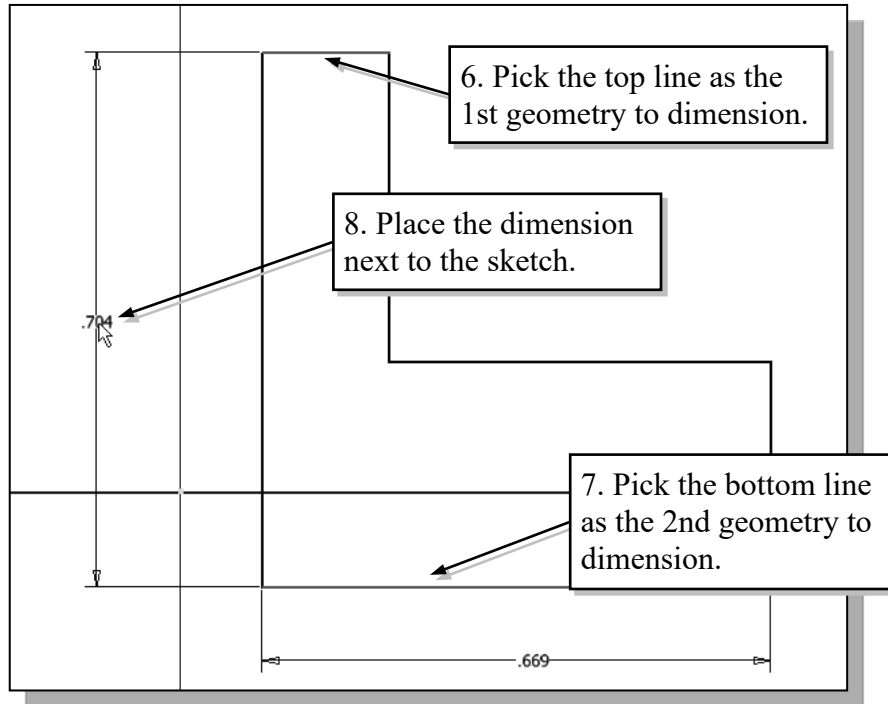 6. Pick the top line as the
1st geometry to dimension.
8. Place the dimension
next to the sketch.
.704
7. Pick the bottom line
as the 2nd geometry to
dimension.
.669